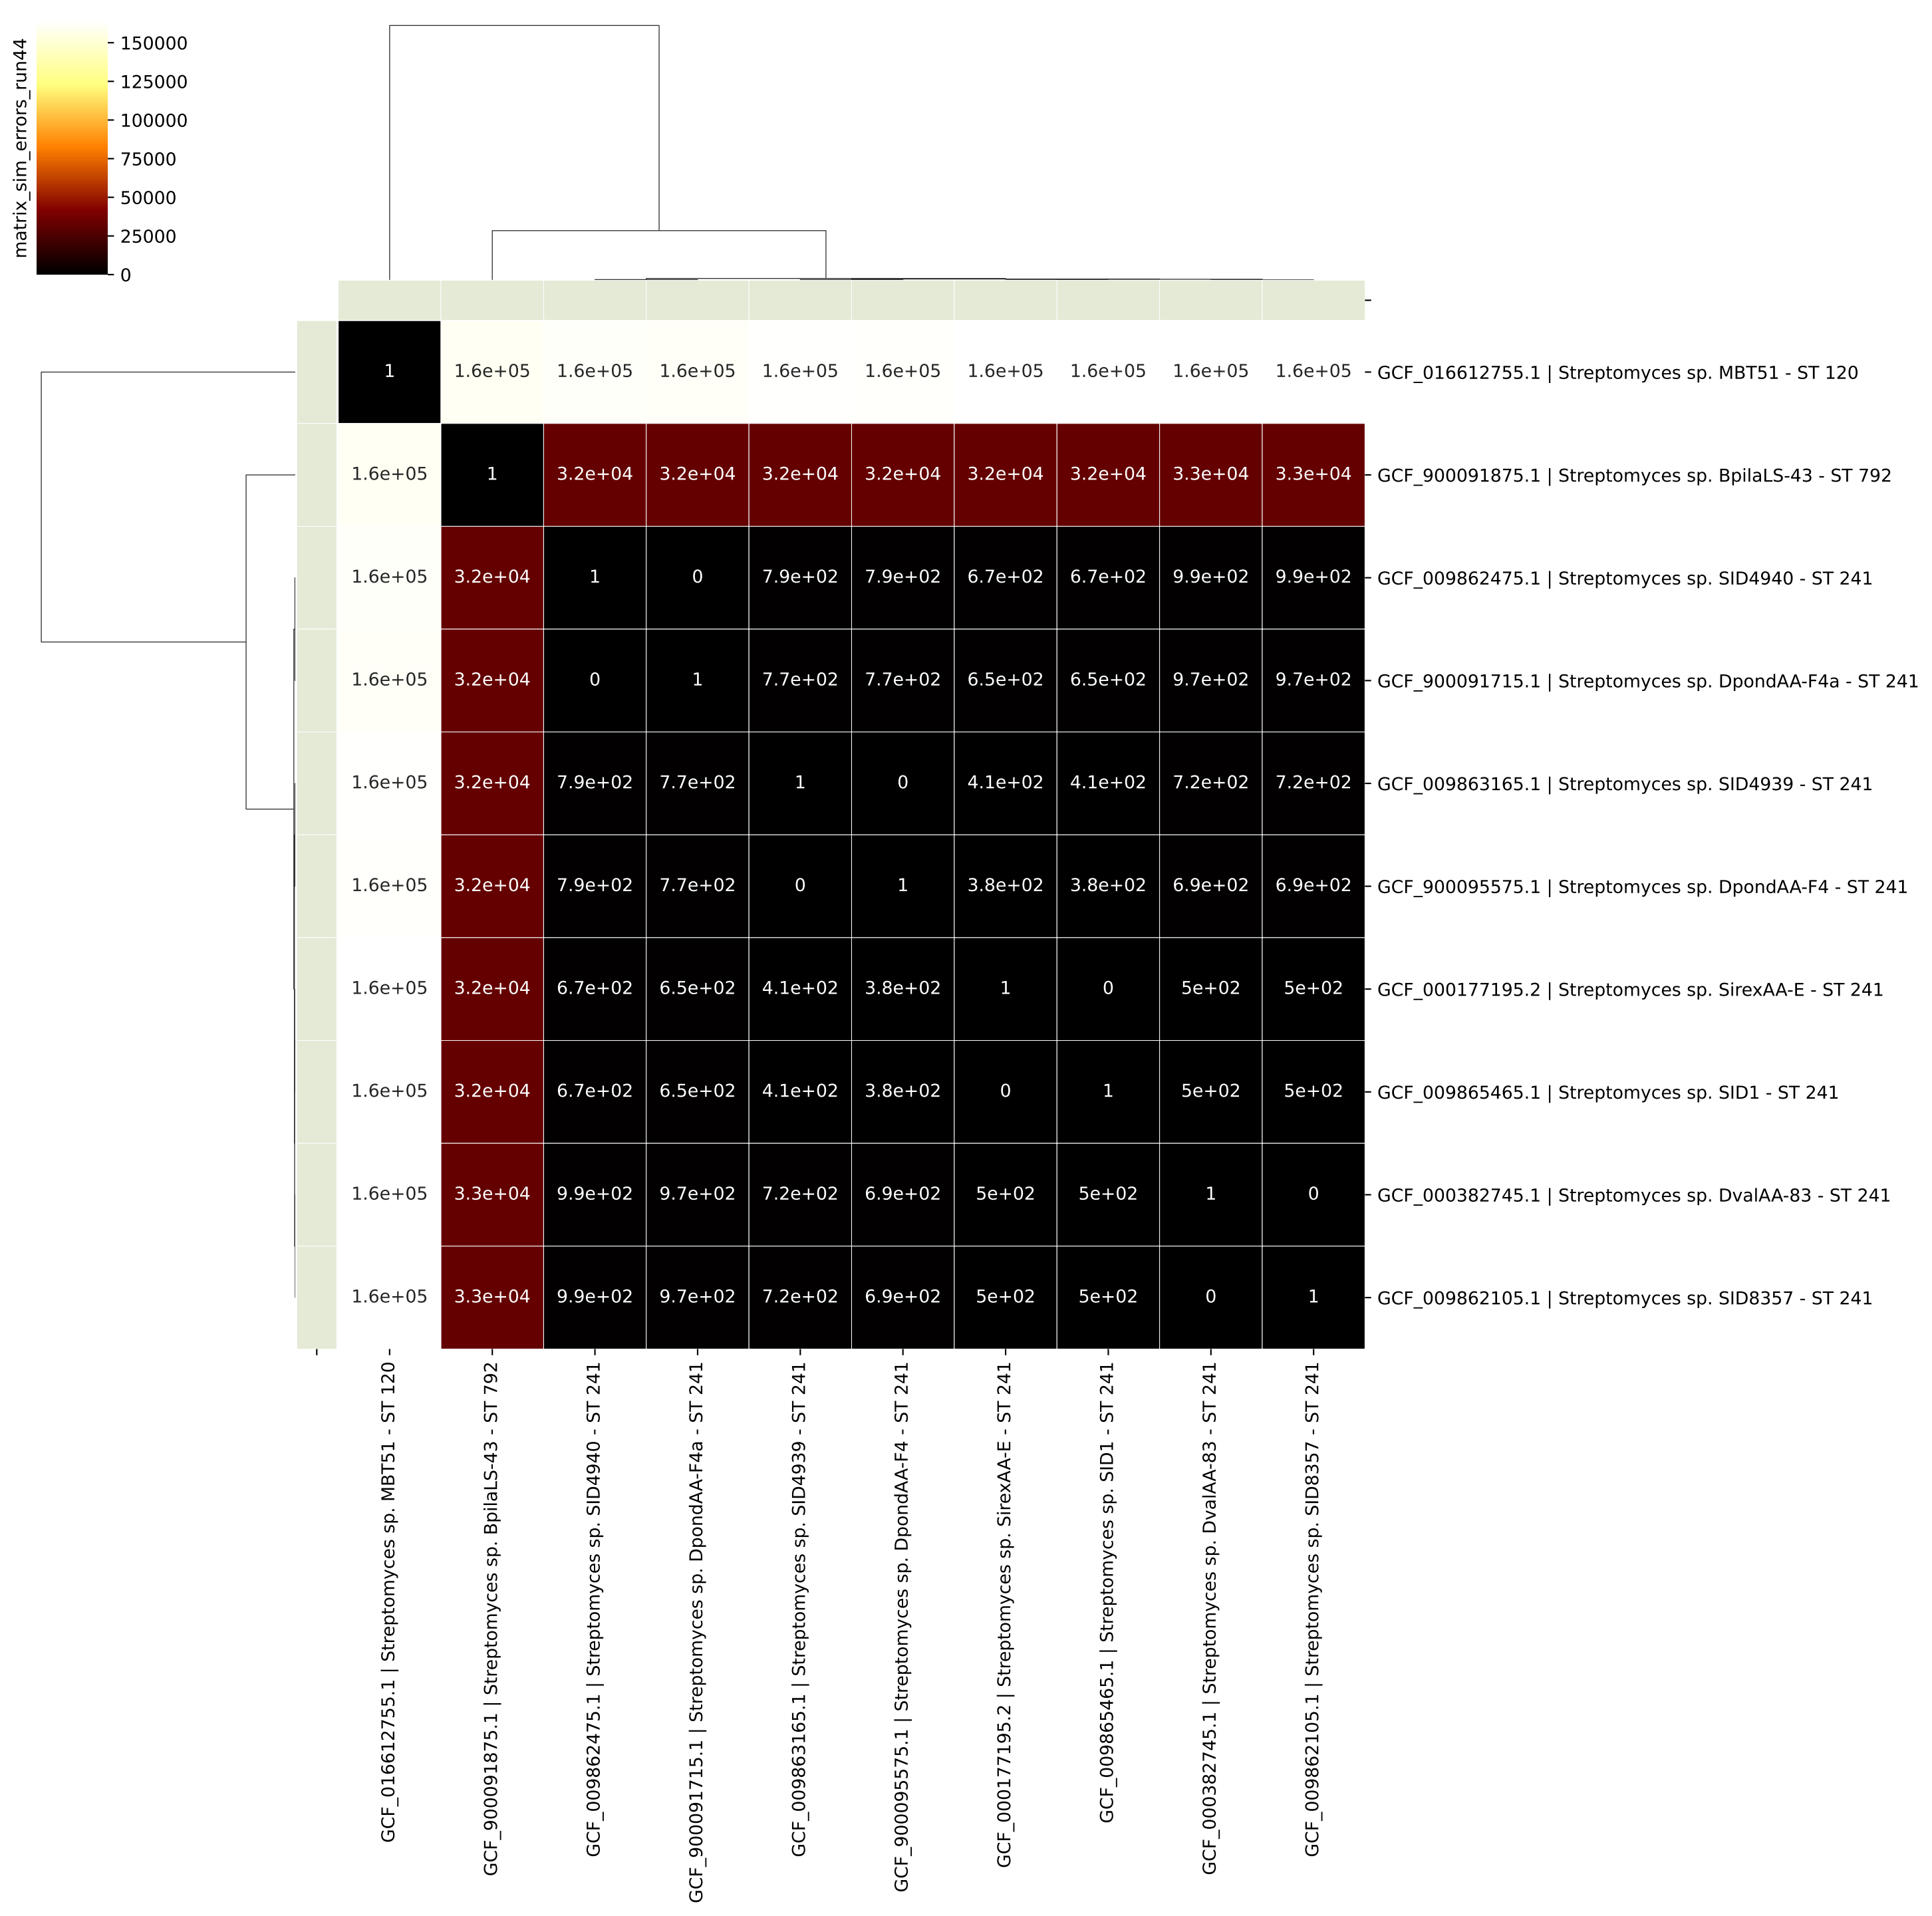 matrix_sim_errors_run44
150000
125000
100000
75000
50000
25000
0
1 1.6e+05 1.6e+05 1.6e+05 1.6e+05 1.6e+05 1.6e+05 1.6e+05 1.6e+05 1.6e+05 GCF_016612755.1 | Streptomyces sp. MBT51 - ST 120
1.6e+05 1 3.2e+04 3.2e+04 3.2e+04 3.2e+04 3.2e+04 3.2e+04 3.3e+04 3.3e+04 GCF_900091875.1 | Streptomyces sp. BpilaLS-43 - ST 792
1.6e+05 3.2e+04 1 0 7.9e+02 7.9e+02 6.7e+02 6.7e+02 9.9e+02 9.9e+02 GCF_009862475.1 | Streptomyces sp. SID4940 - ST 241
1.6e+05 3.2e+04 0 1 7.7e+02 7.7e+02 6.5e+02 6.5e+02 9.7e+02 9.7e+02 GCF_900091715.1 | Streptomyces sp. DpondAA-F4a - ST 241
1.6e+05 3.2e+04 7.9e+02 7.7e+02 1 0 4.1e+02 4.1e+02 7.2e+02 7.2e+02 GCF_009863165.1 | Streptomyces sp. SID4939 - ST 241
1.6e+05 3.2e+04 7.9e+02 7.7e+02 0 1 3.8e+02 3.8e+02 6.9e+02 6.9e+02 GCF_900095575.1 | Streptomyces sp. DpondAA-F4 - ST 241
1.6e+05 3.2e+04 6.7e+02 6.5e+02 4.1e+02 3.8e+02 1 0 5e+02 5e+02 GCF_000177195.2 | Streptomyces sp. SirexAA-E - ST 241
1.6e+05 3.2e+04 6.7e+02 6.5e+02 4.1e+02 3.8e+02 0 1 5e+02 5e+02 GCF_009865465.1 | Streptomyces sp. SID1 - ST 241
1.6e+05 3.3e+04 9.9e+02 9.7e+02 7.2e+02 6.9e+02 5e+02 5e+02 1 0 GCF_000382745.1 | Streptomyces sp. DvalAA-83 - ST 241
1.6e+05 3.3e+04 9.9e+02 9.7e+02 7.2e+02 6.9e+02 5e+02 5e+02 0 1 GCF_009862105.1 | Streptomyces sp. SID8357 - ST 241
GCF_016612755.1 | Streptomyces sp. MBT51 - ST 120
GCF_900091875.1 | Streptomyces sp. BpilaLS-43 - ST 792
GCF_009862475.1 | Streptomyces sp. SID4940 - ST 241
GCF_900091715.1 | Streptomyces sp. DpondAA-F4a - ST 241
GCF_009863165.1 | Streptomyces sp. SID4939 - ST 241
GCF_900095575.1 | Streptomyces sp. DpondAA-F4 - ST 241
GCF_000177195.2 | Streptomyces sp. SirexAA-E - ST 241
GCF_009865465.1 | Streptomyces sp. SID1 - ST 241
GCF_000382745.1 | Streptomyces sp. DvalAA-83 - ST 241
GCF_009862105.1 | Streptomyces sp. SID8357 - ST 241